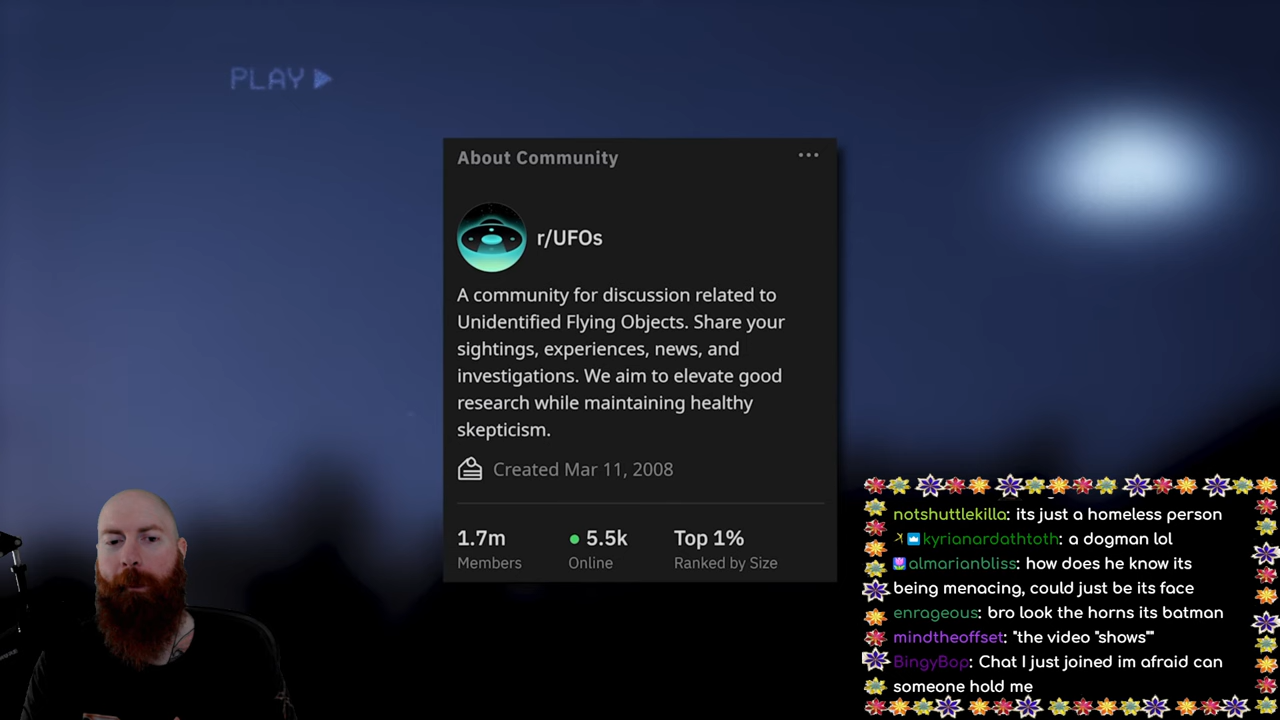 PLAY
About Community
r/UFOs
A community for discussion related to
Unidentified Flying Objects. Share your
sightings, experiences, news, and
investigations. We aim to elevate good
research while maintaining healthy
skepticism.
Created Mar 11, 2008
1.7m 5.5k Top 1%
Members Online Ranked by Size
notshuttlekilla: its just a homeless person
kyrianardathtoth: a dogman lol
almarianbliss: how does he know its
being menacing, could just be its face
enrageous: bro look the horns its batman
mindtheoffset: "the video "shows""
BingyBop: Chat I just joined im afraid can
someone hold me